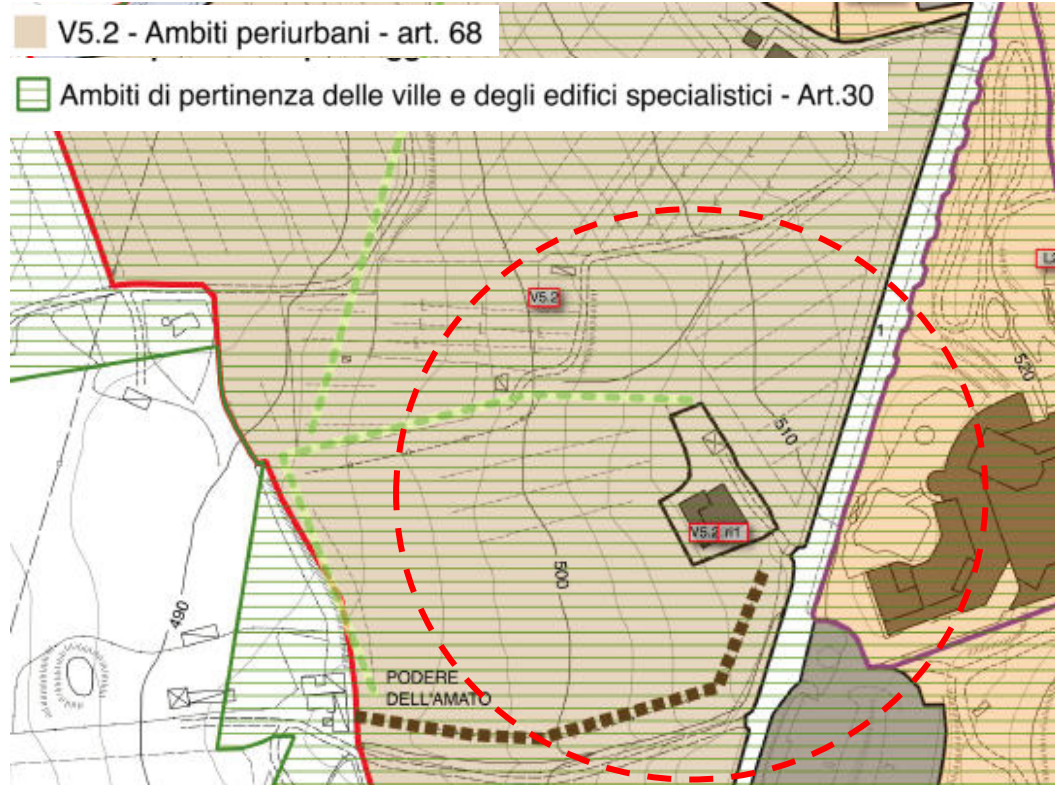 V5.2 - Ambiti periurbani - art. 68
Ambiti di pertinenza delle ville e degli edifici specialistici - Art.30
V5.2
1
520
510
V5.2 ri1
500
490
PODERE
DELL'AMATO